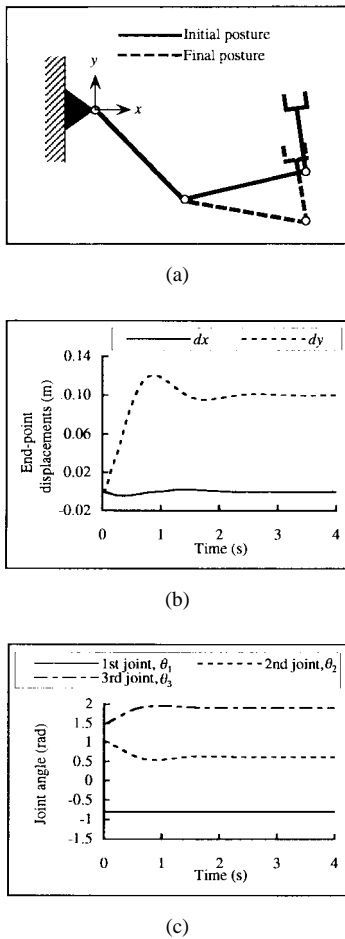 Initial posture
Final posture
y
x
(a)
dx dy
0.14
0.10
0.06
0.02
-0.02
0 1 2 3 4
End-point displacements (m)
Time (s)
(b)
1st joint, θ1 2nd joint, θ2
3rd joint, θ3
2
1.5
1
0.5
0
-0.5
-1
-1.5
0 1 2 3 4
Joint angle (rad)
Time (s)
(c)